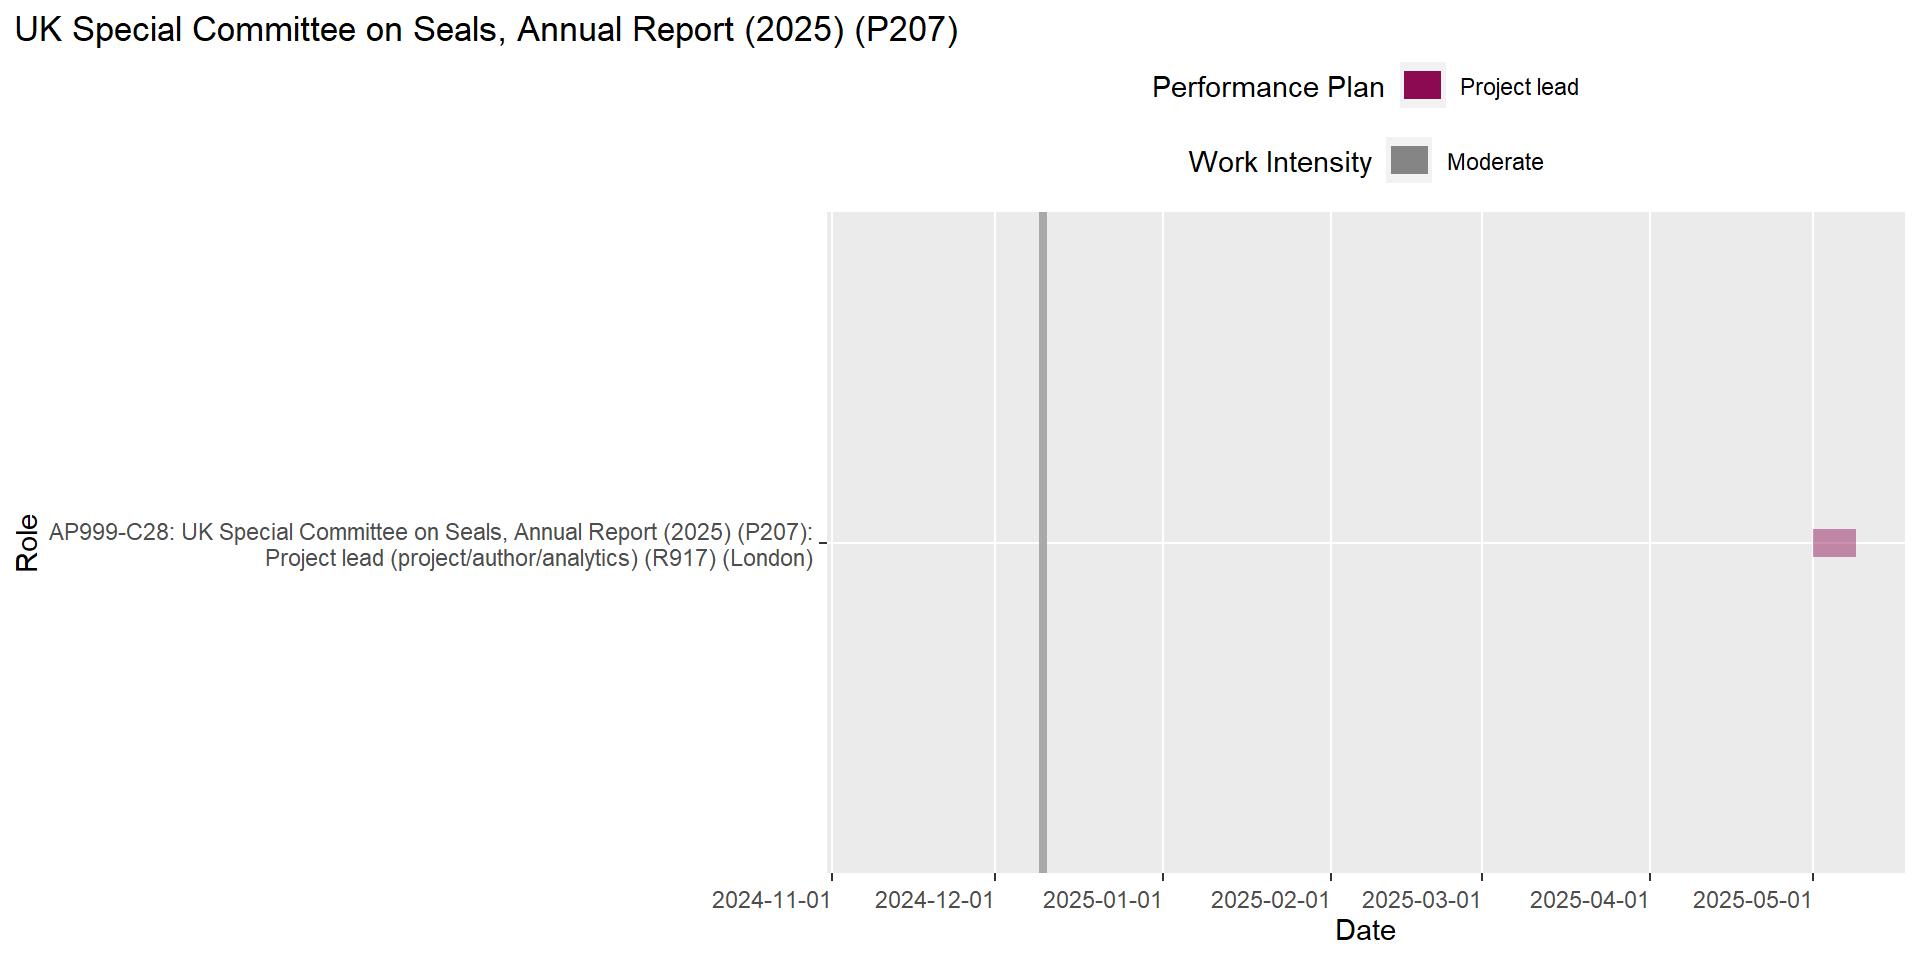 UK Special Committee on Seals, Annual Report (2025) (P207)
Performance Plan
Project lead
Work Intensity
Moderate
Role
AP999-C28: UK Special Committee on Seals, Annual Report (2025) (P207):
Project lead (project/author/analytics) (R917) (London)
2024-11-01
2024-12-01
2025-01-01
2025-02-01
2025-03-01
2025-04-01
2025-05-01
Date